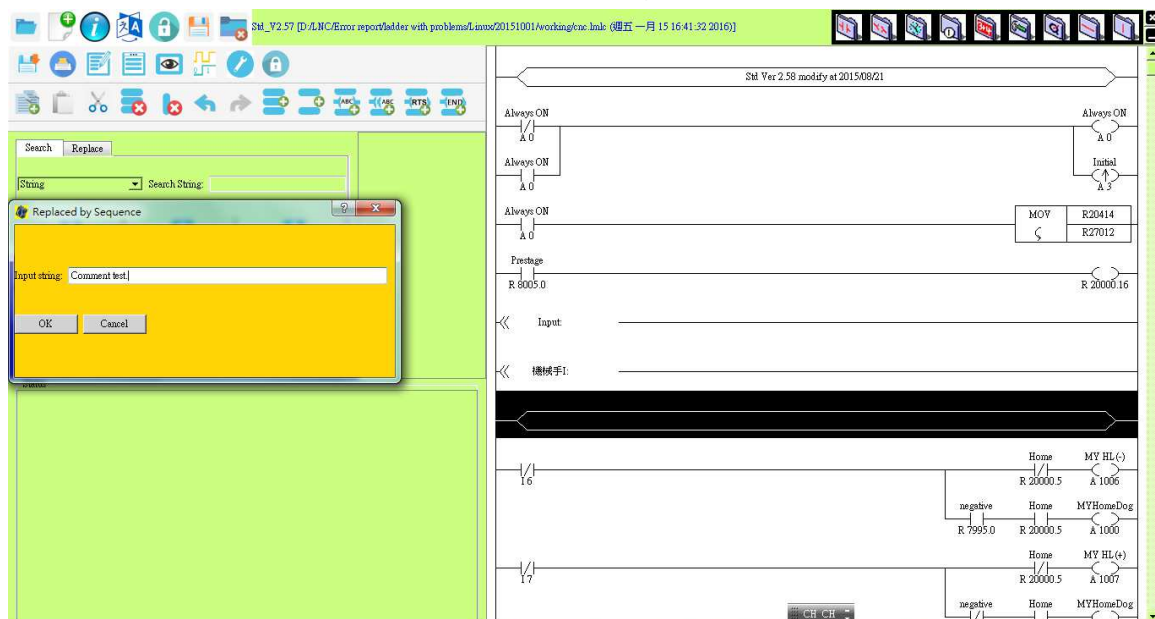 Std_V2.57 [D:/LNC/Error report/ladder with problems/Linux/20151001/working/cnc.lmlc (週五 一月 15 16:41:32 2016)]
ABC
ABC
RTS
END
Search Replace
String Search String:
Replaced by Sequence
Input string: Comment test.
OK Cancel
Status
Std Ver 2.58 modify at 2015/08/21
Always ON Always ON
A 0 A 0
Always ON Initial
A 0 A 3
Always ON MOV R20414
A 0 R27012
Prestage
R 8005.0 R 20000.16
Input:
機械手I:
Home MY HL(-)
I 6 R 20000.5 A 1006
negative Home MYHomeDog
R 7995.0 R 20000.5 A 1000
Home MY HL(+)
I 7 R 20000.5 A 1007
negative Home MYHomeDog
CH CH